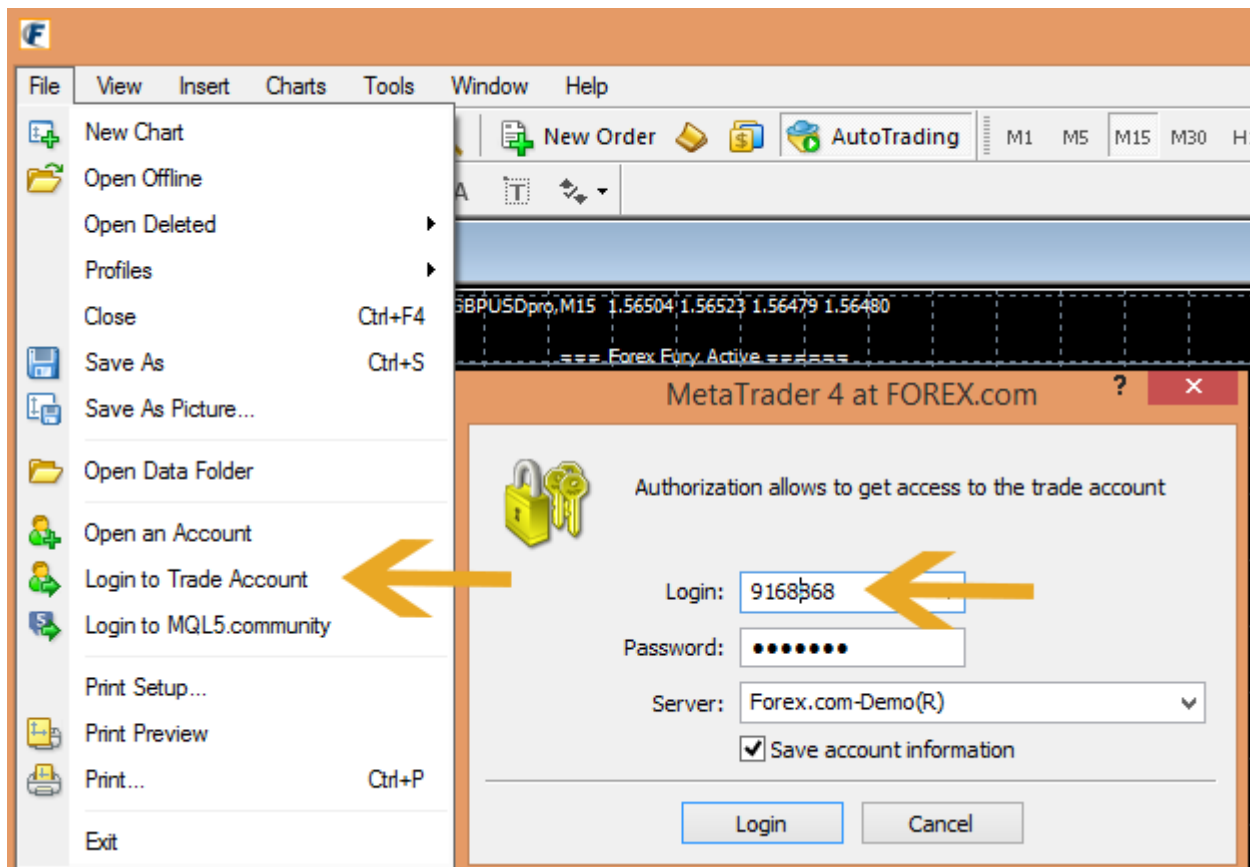 File View Insert Charts Tools Window Help
New Chart
Open Offline
Open Deleted
Profiles
Close Ctrl+F4
Save As Ctrl+S
Save As Picture...
Open Data Folder
Open an Account
Login to Trade Account
Login to MQL5.community
Print Setup...
Print Preview
Print... Ctrl+P
Exit
New Order AutoTrading M1 M5 M15 M30
A T
GBPUSDpro,M15 1.56504 1.56523 1.56479 1.56480
=== Forex Fury Active ======
MetaTrader 4 at FOREX.com ?
Authorization allows to get access to the trade account
Login: 9168368
Password: •••••••
Server: Forex.com-Demo(R)
Save account information
Login Cancel